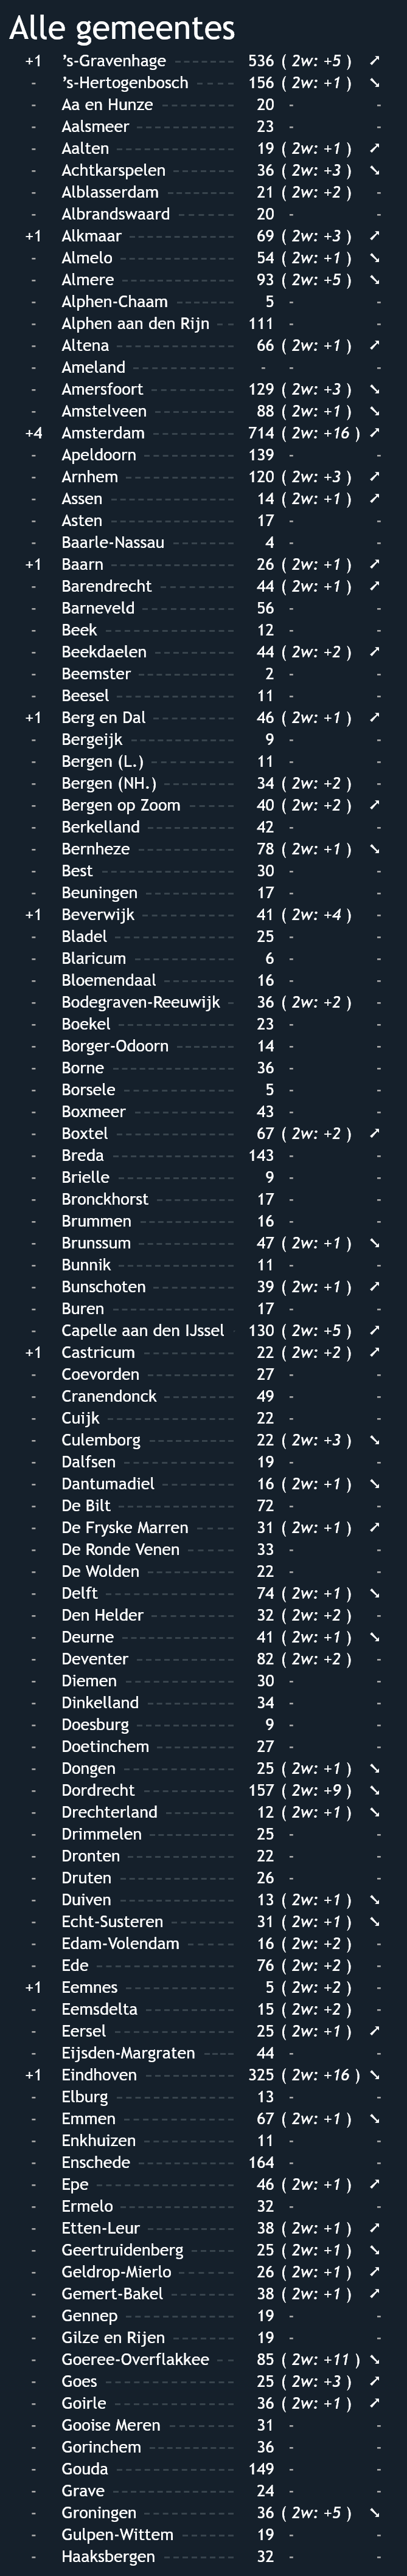 Alle gemeentes
+1 ’s-Gravenhage 536 ( 2w: +5 ) ➚
- ’s-Hertogenbosch 156 ( 2w: +1 ) ➘
- Aa en Hunze 20 - -
- Aalsmeer 23 - -
- Aalten 19 ( 2w: +1 ) ➚
- Achtkarspelen 36 ( 2w: +3 ) ➘
- Alblasserdam 21 ( 2w: +2 ) -
- Albrandswaard 20 - -
+1 Alkmaar 69 ( 2w: +3 ) ➚
- Almelo 54 ( 2w: +1 ) ➘
- Almere 93 ( 2w: +5 ) ➘
- Alphen-Chaam 5 - -
- Alphen aan den Rijn 111 - -
- Altena 66 ( 2w: +1 ) ➚
- Ameland - - -
- Amersfoort 129 ( 2w: +3 ) ➘
- Amstelveen 88 ( 2w: +1 ) ➘
+4 Amsterdam 714 ( 2w: +16 ) ➚
- Apeldoorn 139 - -
- Arnhem 120 ( 2w: +3 ) ➚
- Assen 14 ( 2w: +1 ) ➚
- Asten 17 - -
- Baarle-Nassau 4 - -
+1 Baarn 26 ( 2w: +1 ) ➚
- Barendrecht 44 ( 2w: +1 ) ➚
- Barneveld 56 - -
- Beek 12 - -
- Beekdaelen 44 ( 2w: +2 ) ➚
- Beemster 2 - -
- Beesel 11 - -
+1 Berg en Dal 46 ( 2w: +1 ) ➚
- Bergeijk 9 - -
- Bergen (L.) 11 - -
- Bergen (NH.) 34 ( 2w: +2 ) -
- Bergen op Zoom 40 ( 2w: +2 ) ➚
- Berkelland 42 - -
- Bernheze 78 ( 2w: +1 ) ➘
- Best 30 - -
- Beuningen 17 - -
+1 Beverwijk 41 ( 2w: +4 ) -
- Bladel 25 - -
- Blaricum 6 - -
- Bloemendaal 16 - -
- Bodegraven-Reeuwijk 36 ( 2w: +2 ) -
- Boekel 23 - -
- Borger-Odoorn 14 - -
- Borne 36 - -
- Borsele 5 - -
- Boxmeer 43 - -
- Boxtel 67 ( 2w: +2 ) ➚
- Breda 143 - -
- Brielle 9 - -
- Bronckhorst 17 - -
- Brummen 16 - -
- Brunssum 47 ( 2w: +1 ) ➘
- Bunnik 11 - -
- Bunschoten 39 ( 2w: +1 ) ➚
- Buren 17 - -
- Capelle aan den IJssel 130 ( 2w: +5 ) ➚
+1 Castricum 22 ( 2w: +2 ) ➚
- Coevorden 27 - -
- Cranendonck 49 - -
- Cuijk 22 - -
- Culemborg 22 ( 2w: +3 ) ➘
- Dalfsen 19 - -
- Dantumadiel 16 ( 2w: +1 ) ➘
- De Bilt 72 - -
- De Fryske Marren 31 ( 2w: +1 ) ➚
- De Ronde Venen 33 - -
- De Wolden 22 - -
- Delft 74 ( 2w: +1 ) ➘
- Den Helder 32 ( 2w: +2 ) -
- Deurne 41 ( 2w: +1 ) ➘
- Deventer 82 ( 2w: +2 ) -
- Diemen 30 - -
- Dinkelland 34 - -
- Doesburg 9 - -
- Doetinchem 27 - -
- Dongen 25 ( 2w: +1 ) ➘
- Dordrecht 157 ( 2w: +9 ) ➘
- Drechterland 12 ( 2w: +1 ) ➘
- Drimmelen 25 - -
- Dronten 22 - -
- Druten 26 - -
- Duiven 13 ( 2w: +1 ) ➘
- Echt-Susteren 31 ( 2w: +1 ) ➘
- Edam-Volendam 16 ( 2w: +2 ) -
- Ede 76 ( 2w: +2 ) -
+1 Eemnes 5 ( 2w: +2 ) -
- Eemsdelta 15 ( 2w: +2 ) -
- Eersel 25 ( 2w: +1 ) ➚
- Eijsden-Margraten 44 - -
+1 Eindhoven 325 ( 2w: +16 ) ➘
- Elburg 13 - -
- Emmen 67 ( 2w: +1 ) ➘
- Enkhuizen 11 - -
- Enschede 164 - -
- Epe 46 ( 2w: +1 ) ➚
- Ermelo 32 - -
- Etten-Leur 38 ( 2w: +1 ) ➚
- Geertruidenberg 25 ( 2w: +1 ) ➘
- Geldrop-Mierlo 26 ( 2w: +1 ) ➚
- Gemert-Bakel 38 ( 2w: +1 ) ➚
- Gennep 19 - -
- Gilze en Rijen 19 - -
- Goeree-Overflakkee 85 ( 2w: +11 ) ➘
- Goes 25 ( 2w: +3 ) ➚
- Goirle 36 ( 2w: +1 ) ➚
- Gooise Meren 31 - -
- Gorinchem 36 - -
- Gouda 149 - -
- Grave 24 - -
- Groningen 36 ( 2w: +5 ) ➘
- Gulpen-Wittem 19 - -
- Haaksbergen 32 - -